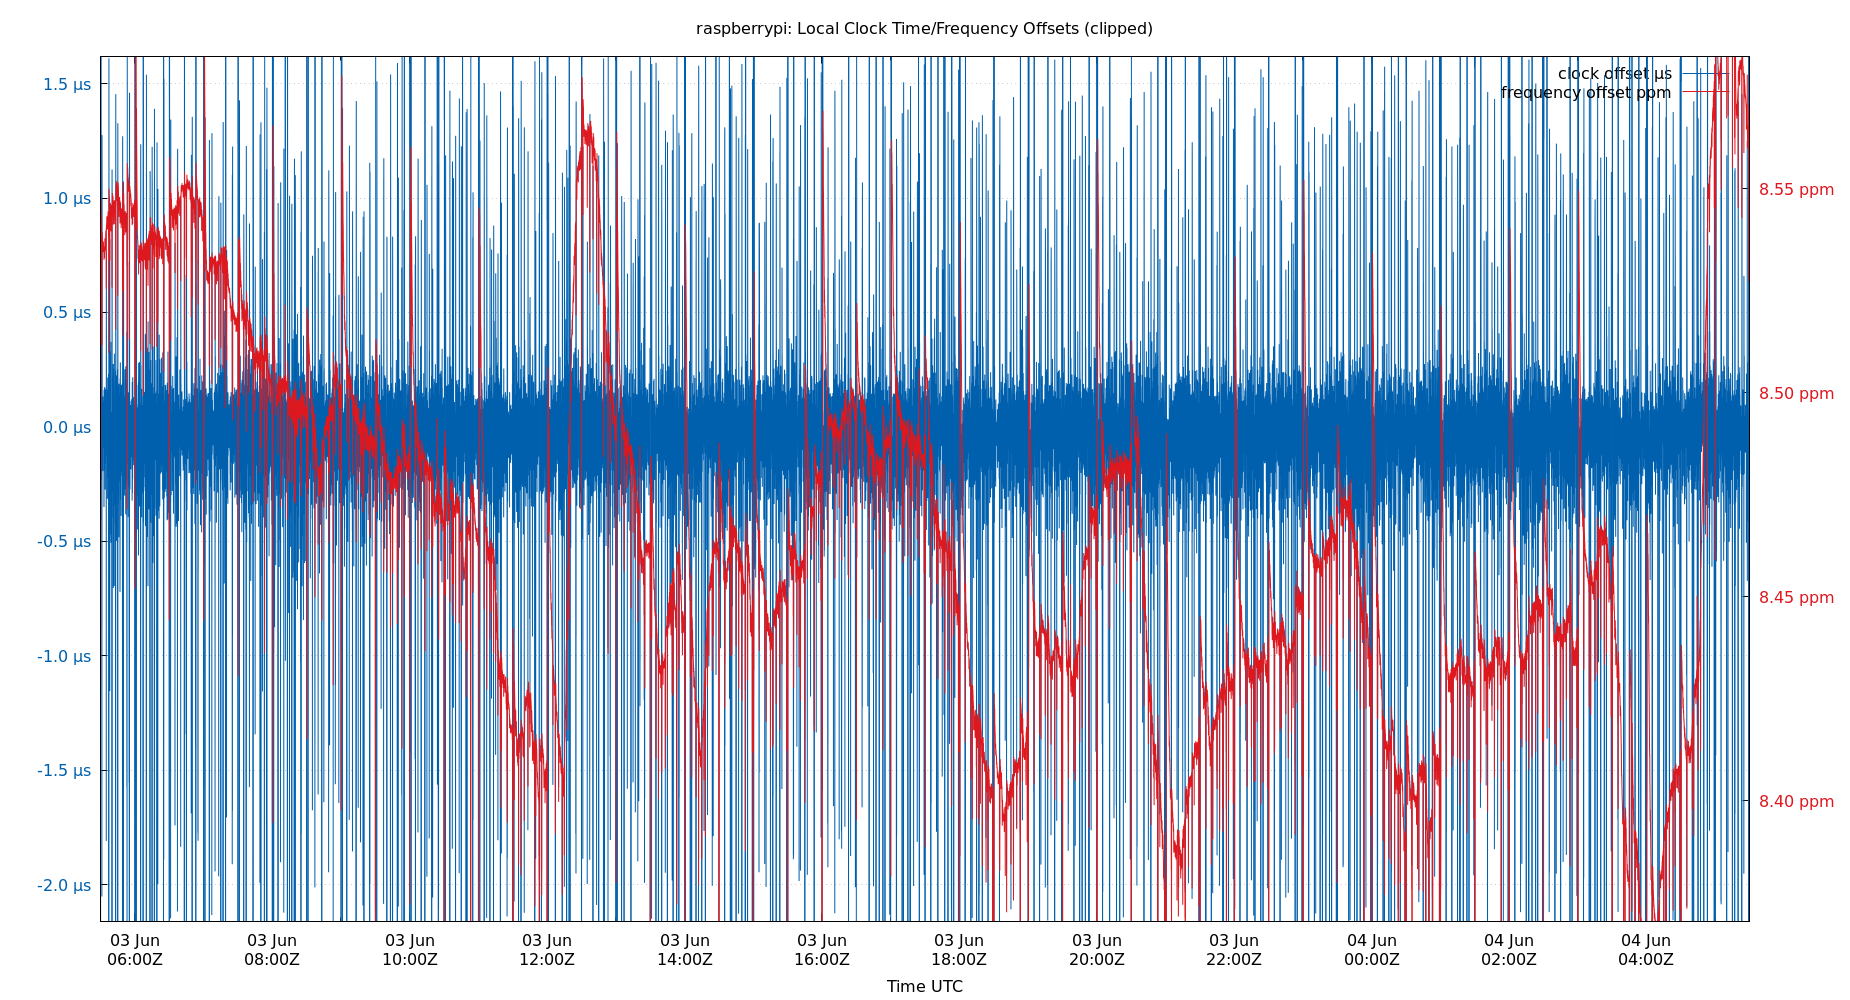 raspberrypi: Local Clock Time/Frequency Offsets (clipped)
clock offset µs
frequency offset ppm
1.5 µs
1.0 µs
0.5 µs
0.0 µs
-0.5 µs
-1.0 µs
-1.5 µs
-2.0 µs
8.55 ppm
8.50 ppm
8.45 ppm
8.40 ppm
03 Jun 03 Jun 03 Jun 03 Jun 03 Jun 03 Jun 03 Jun 03 Jun 03 Jun 04 Jun 04 Jun 04 Jun
06:00Z 08:00Z 10:00Z 12:00Z 14:00Z 16:00Z 18:00Z 20:00Z 22:00Z 00:00Z 02:00Z 04:00Z
Time UTC